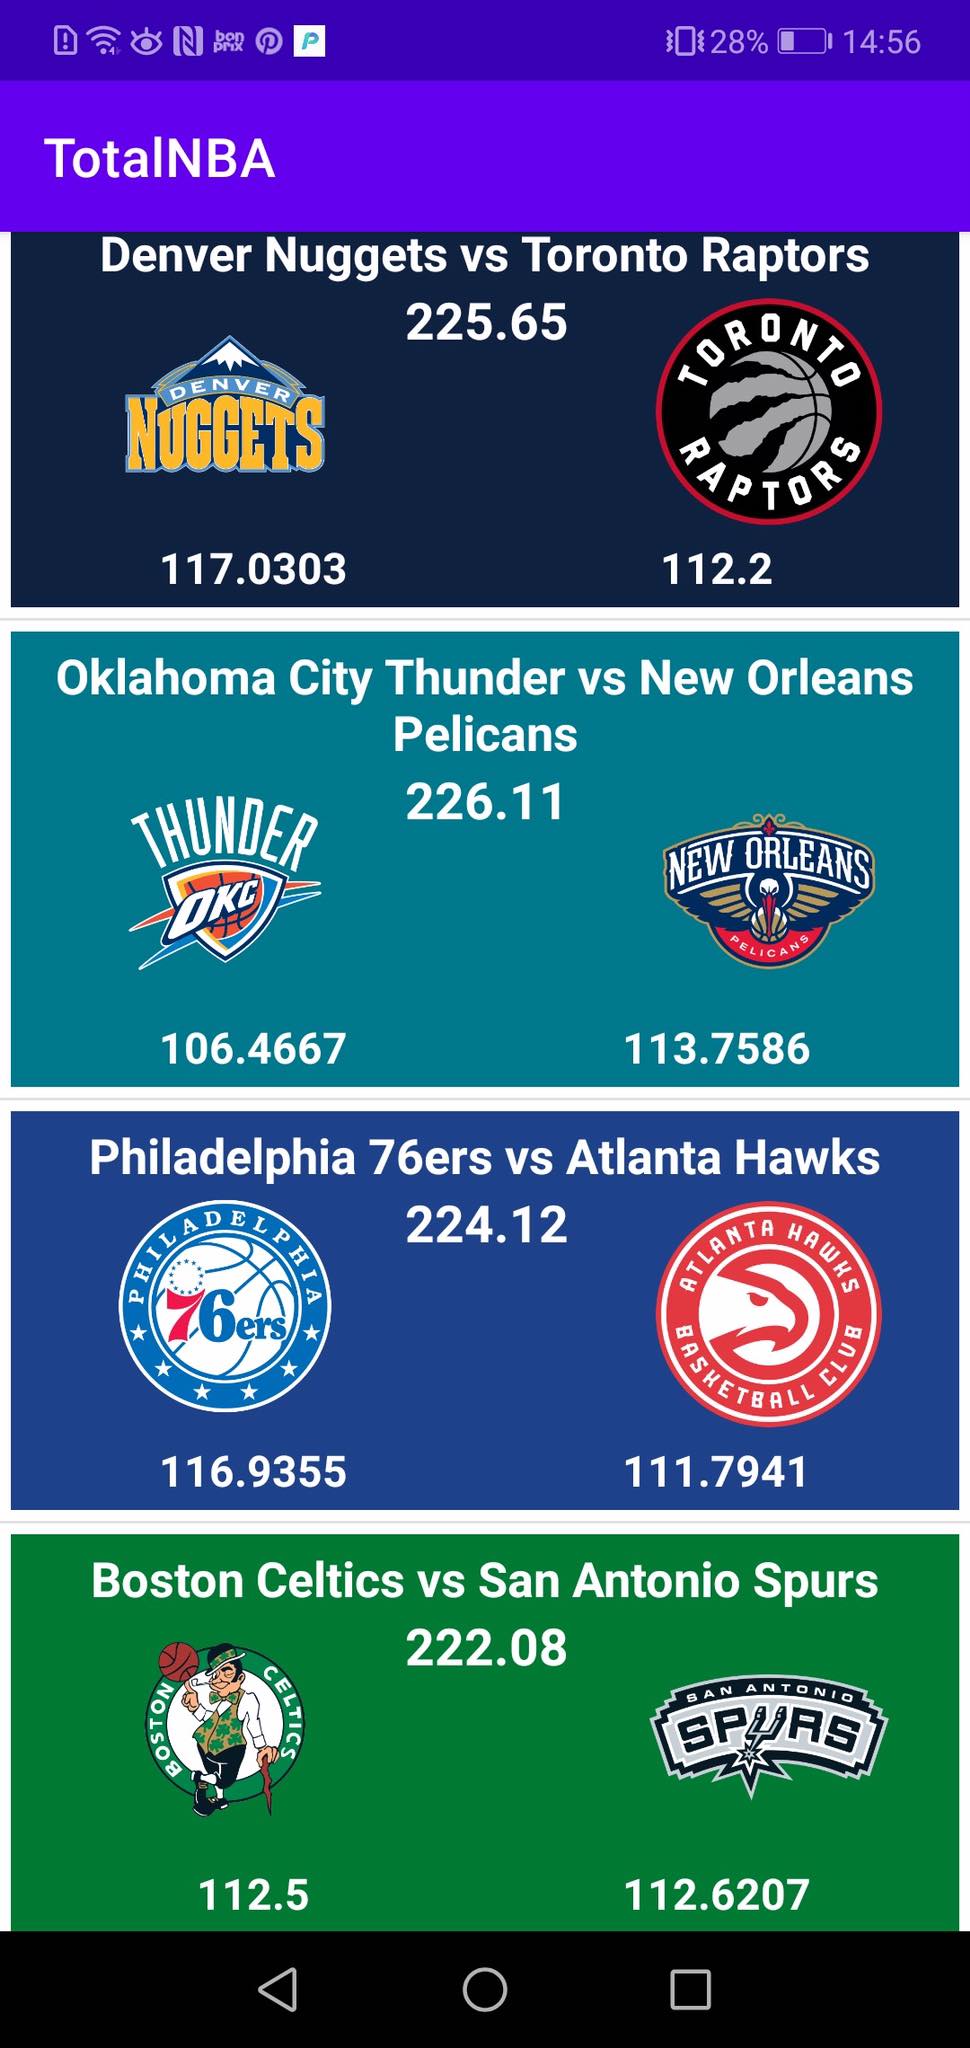 bon
prix
28%
14:56
TotalNBA
Denver Nuggets vs Toronto Raptors
225.65
DENVER
NUGGETS
TORONTO
RAPTORS
117.0303
112.2
Oklahoma City Thunder vs New Orleans
Pelicans
226.11
THUNDER
OKC
NEW ORLEANS
PELICANS
106.4667
113.7586
Philadelphia 76ers vs Atlanta Hawks
224.12
PHILADELPHIA
76ers
ATLANTA HAWKS
BASKETBALL CLUB
116.9355
111.7941
Boston Celtics vs San Antonio Spurs
222.08
BOSTON
CELTICS
SAN ANTONIO
SPURS
112.5
112.6207